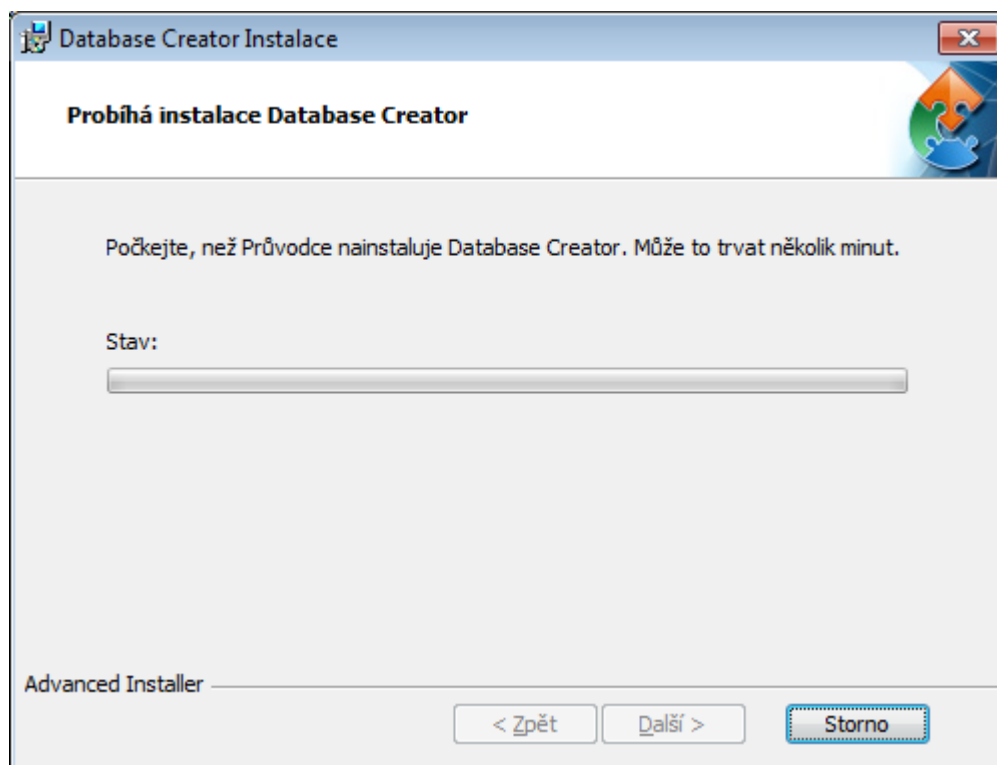 Database Creator Instalace
Probíhá instalace Database Creator
Počkejte, než Průvodce nainstaluje Database Creator. Může to trvat několik minut.
Stav:
Advanced Installer
< Zpět
Další >
Storno